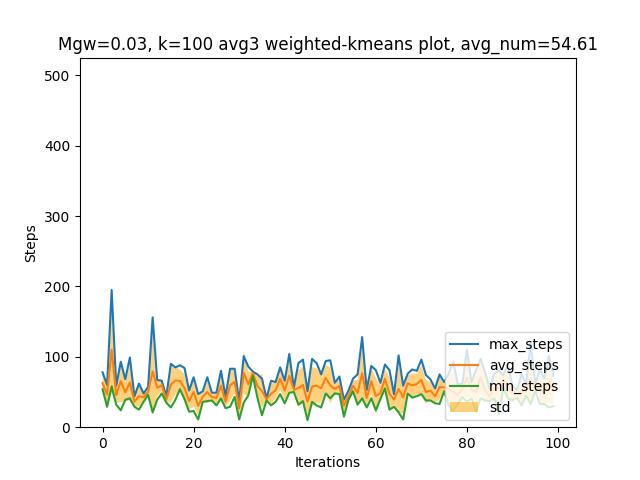 Mgw=0.03, k=100 avg3 weighted-kmeans plot, avg_num=54.61
500
400
300
200
100
0
Steps
0
20
40
60
80
100
Iterations
max_steps
avg_steps
min_steps
std